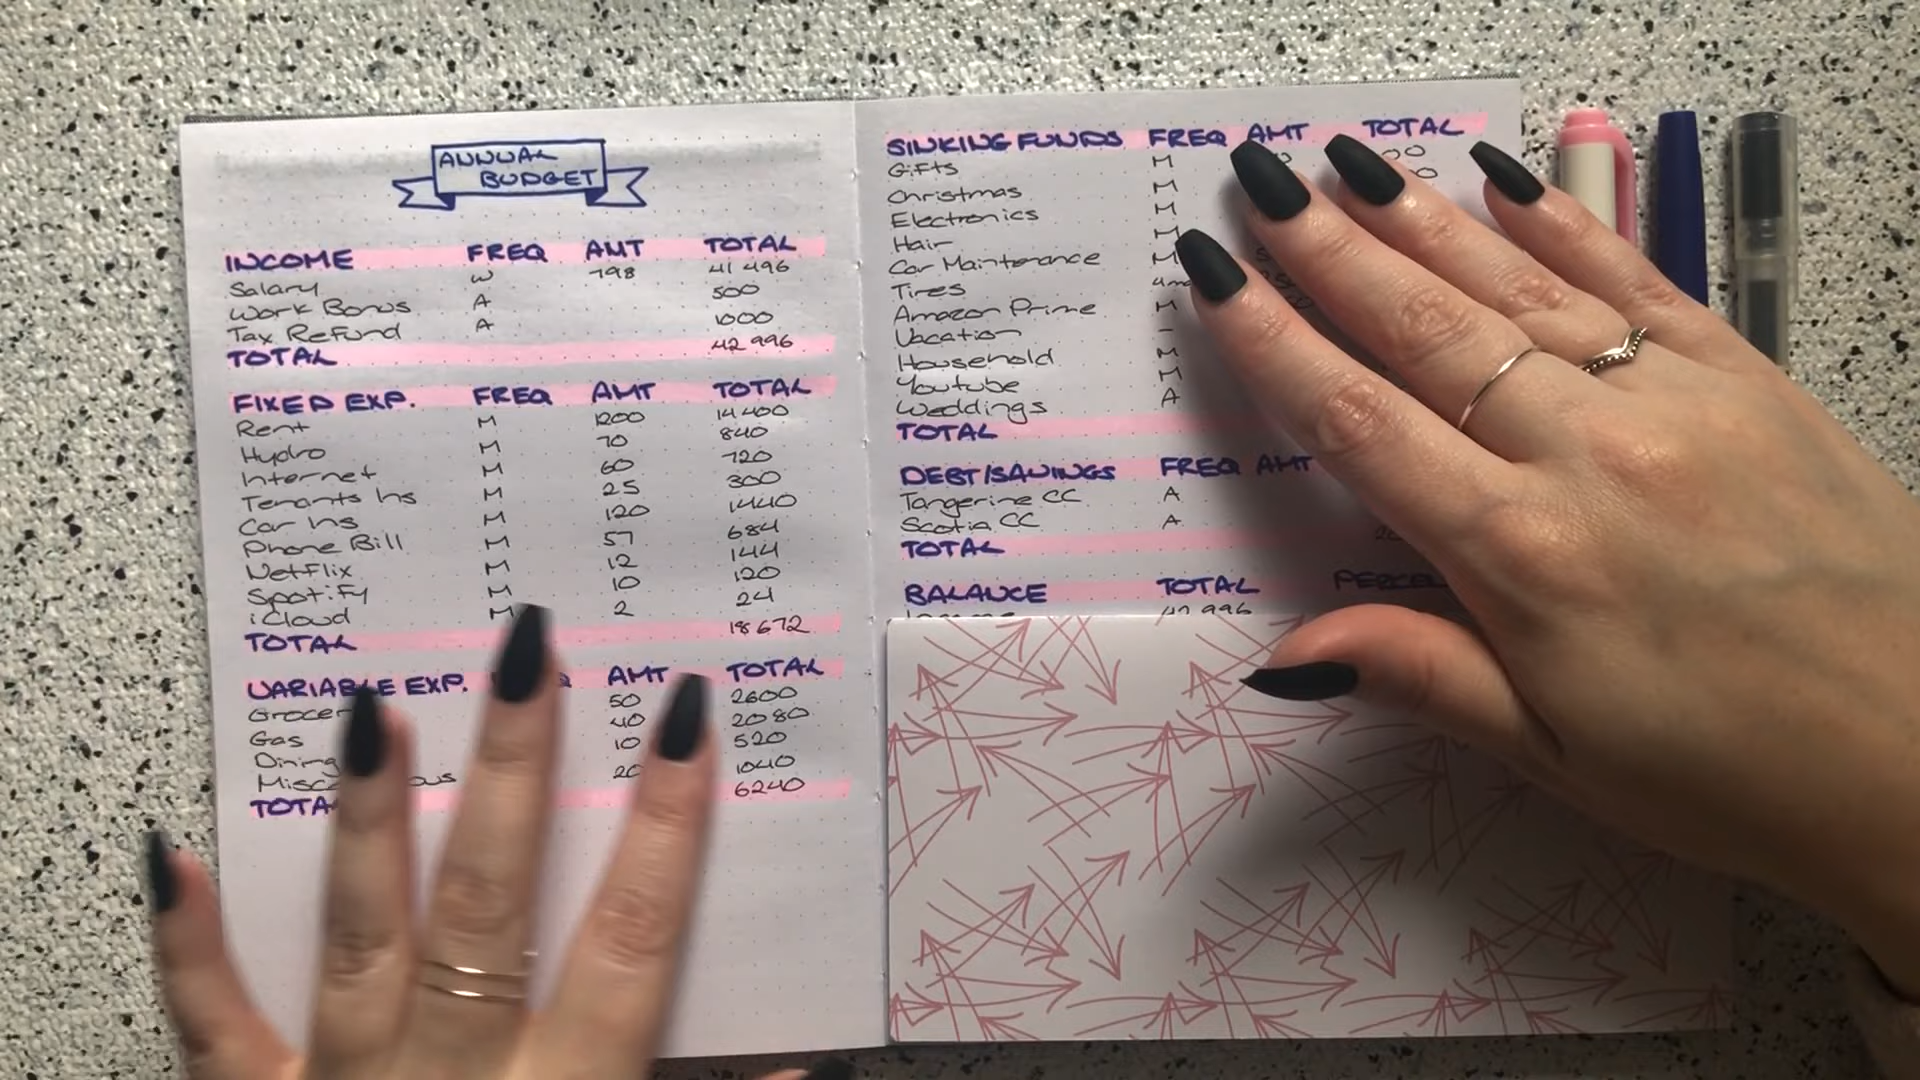 ANNUAL
BUDGET
INCOME FREQ AMT TOTAL
Salary W 798 41 496
Work Bonus A 500
Tax Refund A 1000
TOTAL 42 996
FIXED EXP. FREQ AMT TOTAL
Rent M 1200 14 400
Hydro M 70 840
Internet M 60 720
Tenants Ins M 25 300
Car Ins M 120 1440
Phone Bill M 57 684
Netflix M 12 144
Spotify M 10 120
iCloud M 2 24
TOTAL 18 672
VARIABLE EXP. AMT TOTAL
50 2600
Gas 40 2080
10 520
20 1040
6240
SINKING FUNDS FREQ AMT TOTAL
Gifts M
Christmas M
Electronics M
Hair M
Car Maintenance M
Tires
Amazon Prime M
Vacation -
Household M
Youtube M
Weddings A
TOTAL
DEBT/SAVINGS FREQ AMT
Tangerine CC A
Scotia CC A
TOTAL
BALANCE TOTAL
42 996